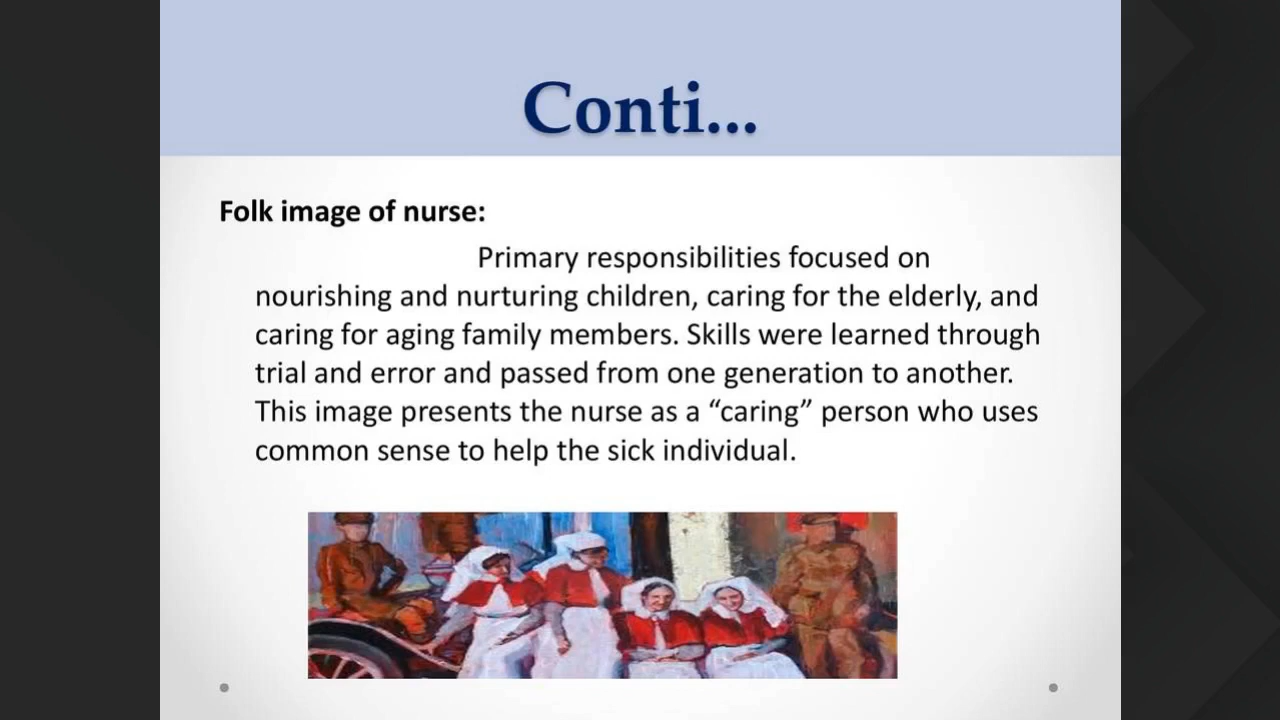 Conti...
Folk image of nurse:
Primary responsibilities focused on
nourishing and nurturing children, caring for the elderly, and
caring for aging family members. Skills were learned through
trial and error and passed from one generation to another.
This image presents the nurse as a “caring” person who uses
common sense to help the sick individual.